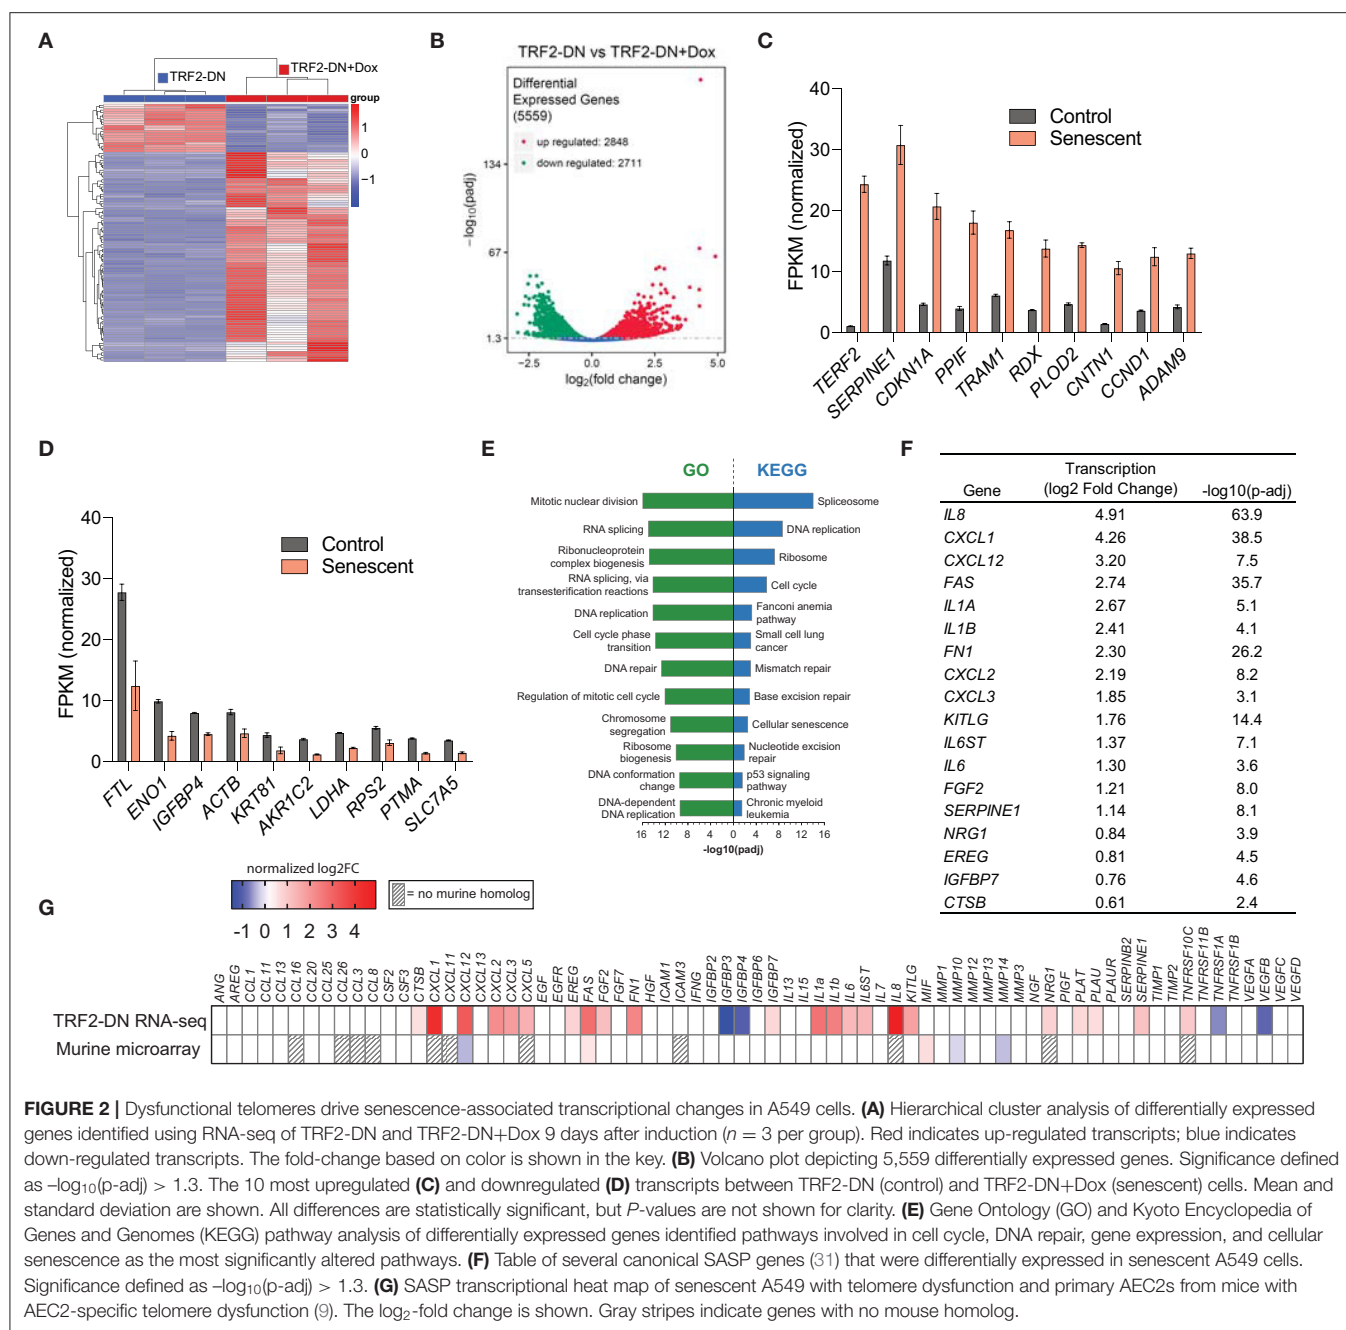 A
TRF2-DN
TRF2-DN+Dox
group
1
0
−1
B
TRF2-DN vs TRF2-DN+Dox
Differential
Expressed Genes
(5559)
up regulated: 2848
down regulated: 2711
−log10(padj)
134
67
1.3
−2.5
0.0
2.5
5.0
log2(fold change)
C
FPKM (normalized)
40
30
20
10
0
Control
Senescent
TERF2
SERPINE1
CDKN1A
PPIF
TRAM1
RDX
PLOD2
CNTN1
CCND1
ADAM9
D
FPKM (normalized)
40
30
20
10
0
Control
Senescent
FTL
ENO1
IGFBP4
ACTB
KRT81
AKR1C2
LDHA
RPS2
PTMA
SLC7A5
E
GO
KEGG
Mitotic nuclear division
Spliceosome
RNA splicing
DNA replication
Ribonucleoprotein
complex biogenesis
Ribosome
RNA splicing, via
transesterification reactions
Cell cycle
DNA replication
Fanconi anemia
pathway
Cell cycle phase
transition
Small cell lung
cancer
DNA repair
Mismatch repair
Regulation of mitotic cell cycle
Base excision repair
Chromosome
segregation
Cellular senescence
Ribosome
biogenesis
Nucleotide excision
repair
DNA conformation
change
p53 signaling
pathway
DNA-dependent
DNA replication
Chronic myeloid
leukemia
16 12 8 4 0 4 8 12 16
-log10(padj)
F
Gene Transcription (log2 Fold Change) -log10(p-adj)
IL8 4.91 63.9
CXCL1 4.26 38.5
CXCL12 3.20 7.5
FAS 2.74 35.7
IL1A 2.67 5.1
IL1B 2.41 4.1
FN1 2.30 26.2
CXCL2 2.19 8.2
CXCL3 1.85 3.1
KITLG 1.76 14.4
IL6ST 1.37 7.1
IL6 1.30 3.6
FGF2 1.21 8.0
SERPINE1 1.14 8.1
NRG1 0.84 3.9
EREG 0.81 4.5
IGFBP7 0.76 4.6
CTSB 0.61 2.4
G
normalized log2FC
-1 0 1 2 3 4
= no murine homolog
ANG AREG CCL1 CCL11 CCL13 CCL16 CCL20 CCL25 CCL26 CCL3 CCL8 CSF2 CSF3 CTSB CXCL1 CXCL11 CXCL12 CXCL13 CXCL2 CXCL3 CXCL5 EGF EGFR EREG FAS FGF2 FGF7 FN1 HGF ICAM1 ICAM3 IFNG IGFBP2 IGFBP3 IGFBP4 IGFBP6 IGFBP7 IL13 IL15 IL1a IL1b IL6 IL6ST IL7 IL8 KITLG MIF MMP1 MMP10 MMP12 MMP13 MMP14 MMP3 NGF NRG1 PIGF PLAT PLAU PLAUR SERPINB2 SERPINE1 TIMP1 TIMP2 TNFRSF10C TNFRSF11B TNFRSF1A TNFRSF1B VEGFA VEGFB VEGFC VEGFD
TRF2-DN RNA-seq
Murine microarray
FIGURE 2 | Dysfunctional telomeres drive senescence-associated transcriptional changes in A549 cells. (A) Hierarchical cluster analysis of differentially expressed
genes identified using RNA-seq of TRF2-DN and TRF2-DN+Dox 9 days after induction (n = 3 per group). Red indicates up-regulated transcripts; blue indicates
down-regulated transcripts. The fold-change based on color is shown in the key. (B) Volcano plot depicting 5,559 differentially expressed genes. Significance defined
as –log10(p-adj) > 1.3. The 10 most upregulated (C) and downregulated (D) transcripts between TRF2-DN (control) and TRF2-DN+Dox (senescent) cells. Mean and
standard deviation are shown. All differences are statistically significant, but P-values are not shown for clarity. (E) Gene Ontology (GO) and Kyoto Encyclopedia of
Genes and Genomes (KEGG) pathway analysis of differentially expressed genes identified pathways involved in cell cycle, DNA repair, gene expression, and cellular
senescence as the most significantly altered pathways. (F) Table of several canonical SASP genes (31) that were differentially expressed in senescent A549 cells.
Significance defined as –log10(p-adj) > 1.3. (G) SASP transcriptional heat map of senescent A549 with telomere dysfunction and primary AEC2s from mice with
AEC2-specific telomere dysfunction (9). The log2-fold change is shown. Gray stripes indicate genes with no mouse homolog.